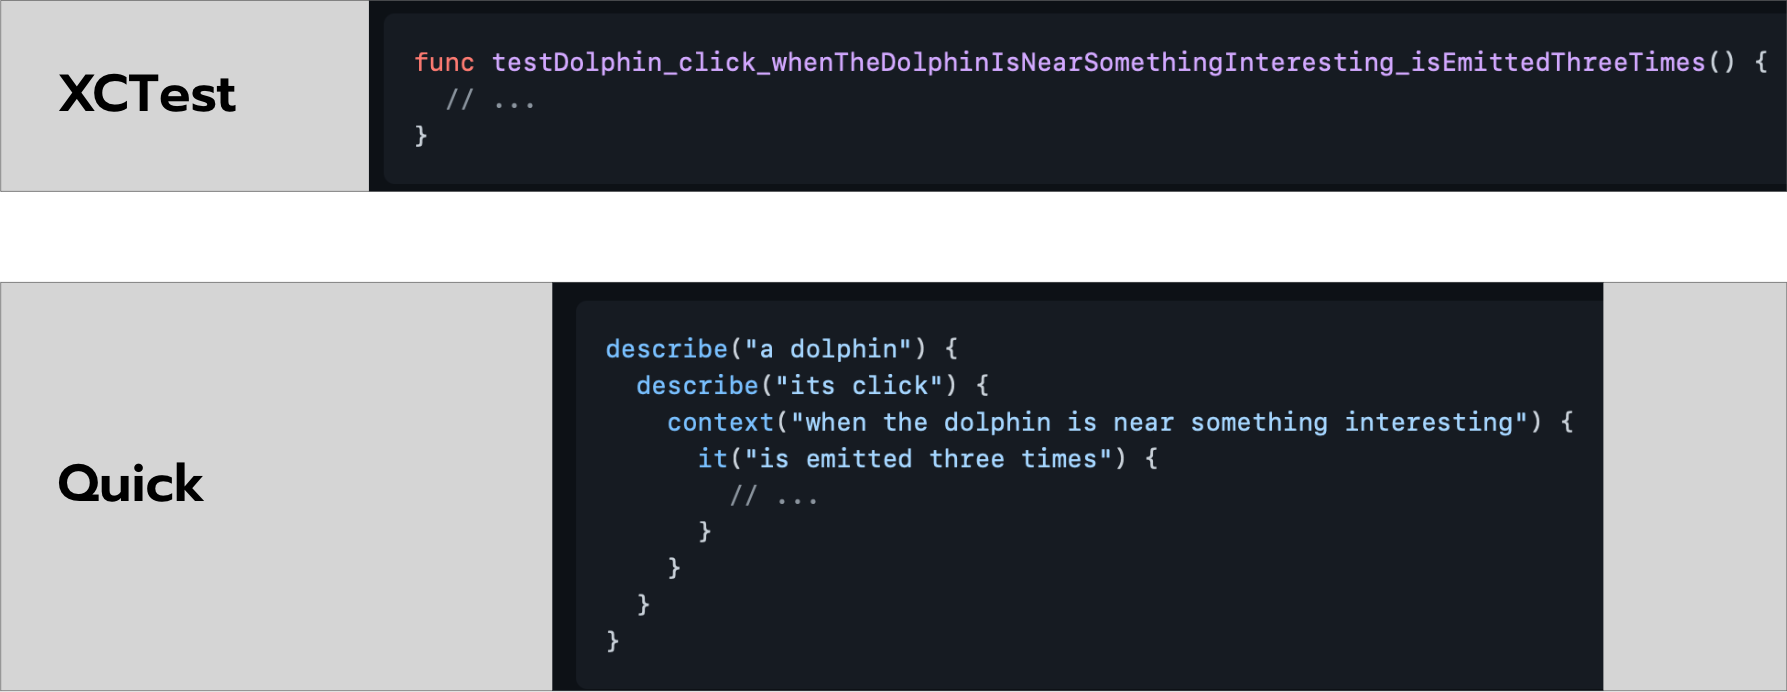 XCTest
func testDolphin_click_whenTheDolphinIsNearSomethingInteresting_isEmittedThreeTimes() {
  // ...
}
Quick
describe("a dolphin") {
  describe("its click") {
    context("when the dolphin is near something interesting") {
      it("is emitted three times") {
        // ...
      }
    }
  }
}